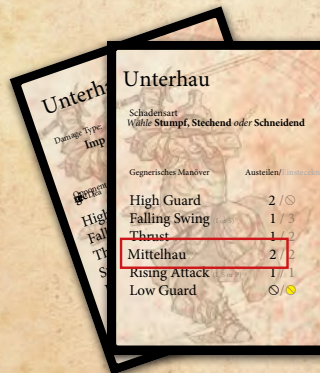 Unterhau
Schadensart
Wähle Stumpf, Stechend oder Schneidend
Gegnerisches Manöver Austeilen/
High Guard 2 /
Falling Swing 1 / 3
Thrust 1 / 2
Mittelhau 2 / 2
Rising Attack 1 / 1
Low Guard
Unterha
Damage Type:
Imp
High
Fall
Th
S